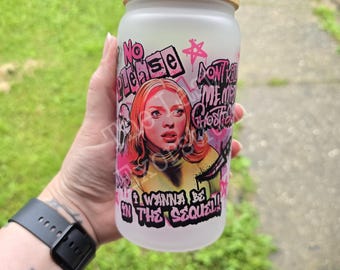 NO
PLEASE
DON'T KILL
ME MR.
GHOSTFACE
I WANNA BE
IN THE SEQUEL!